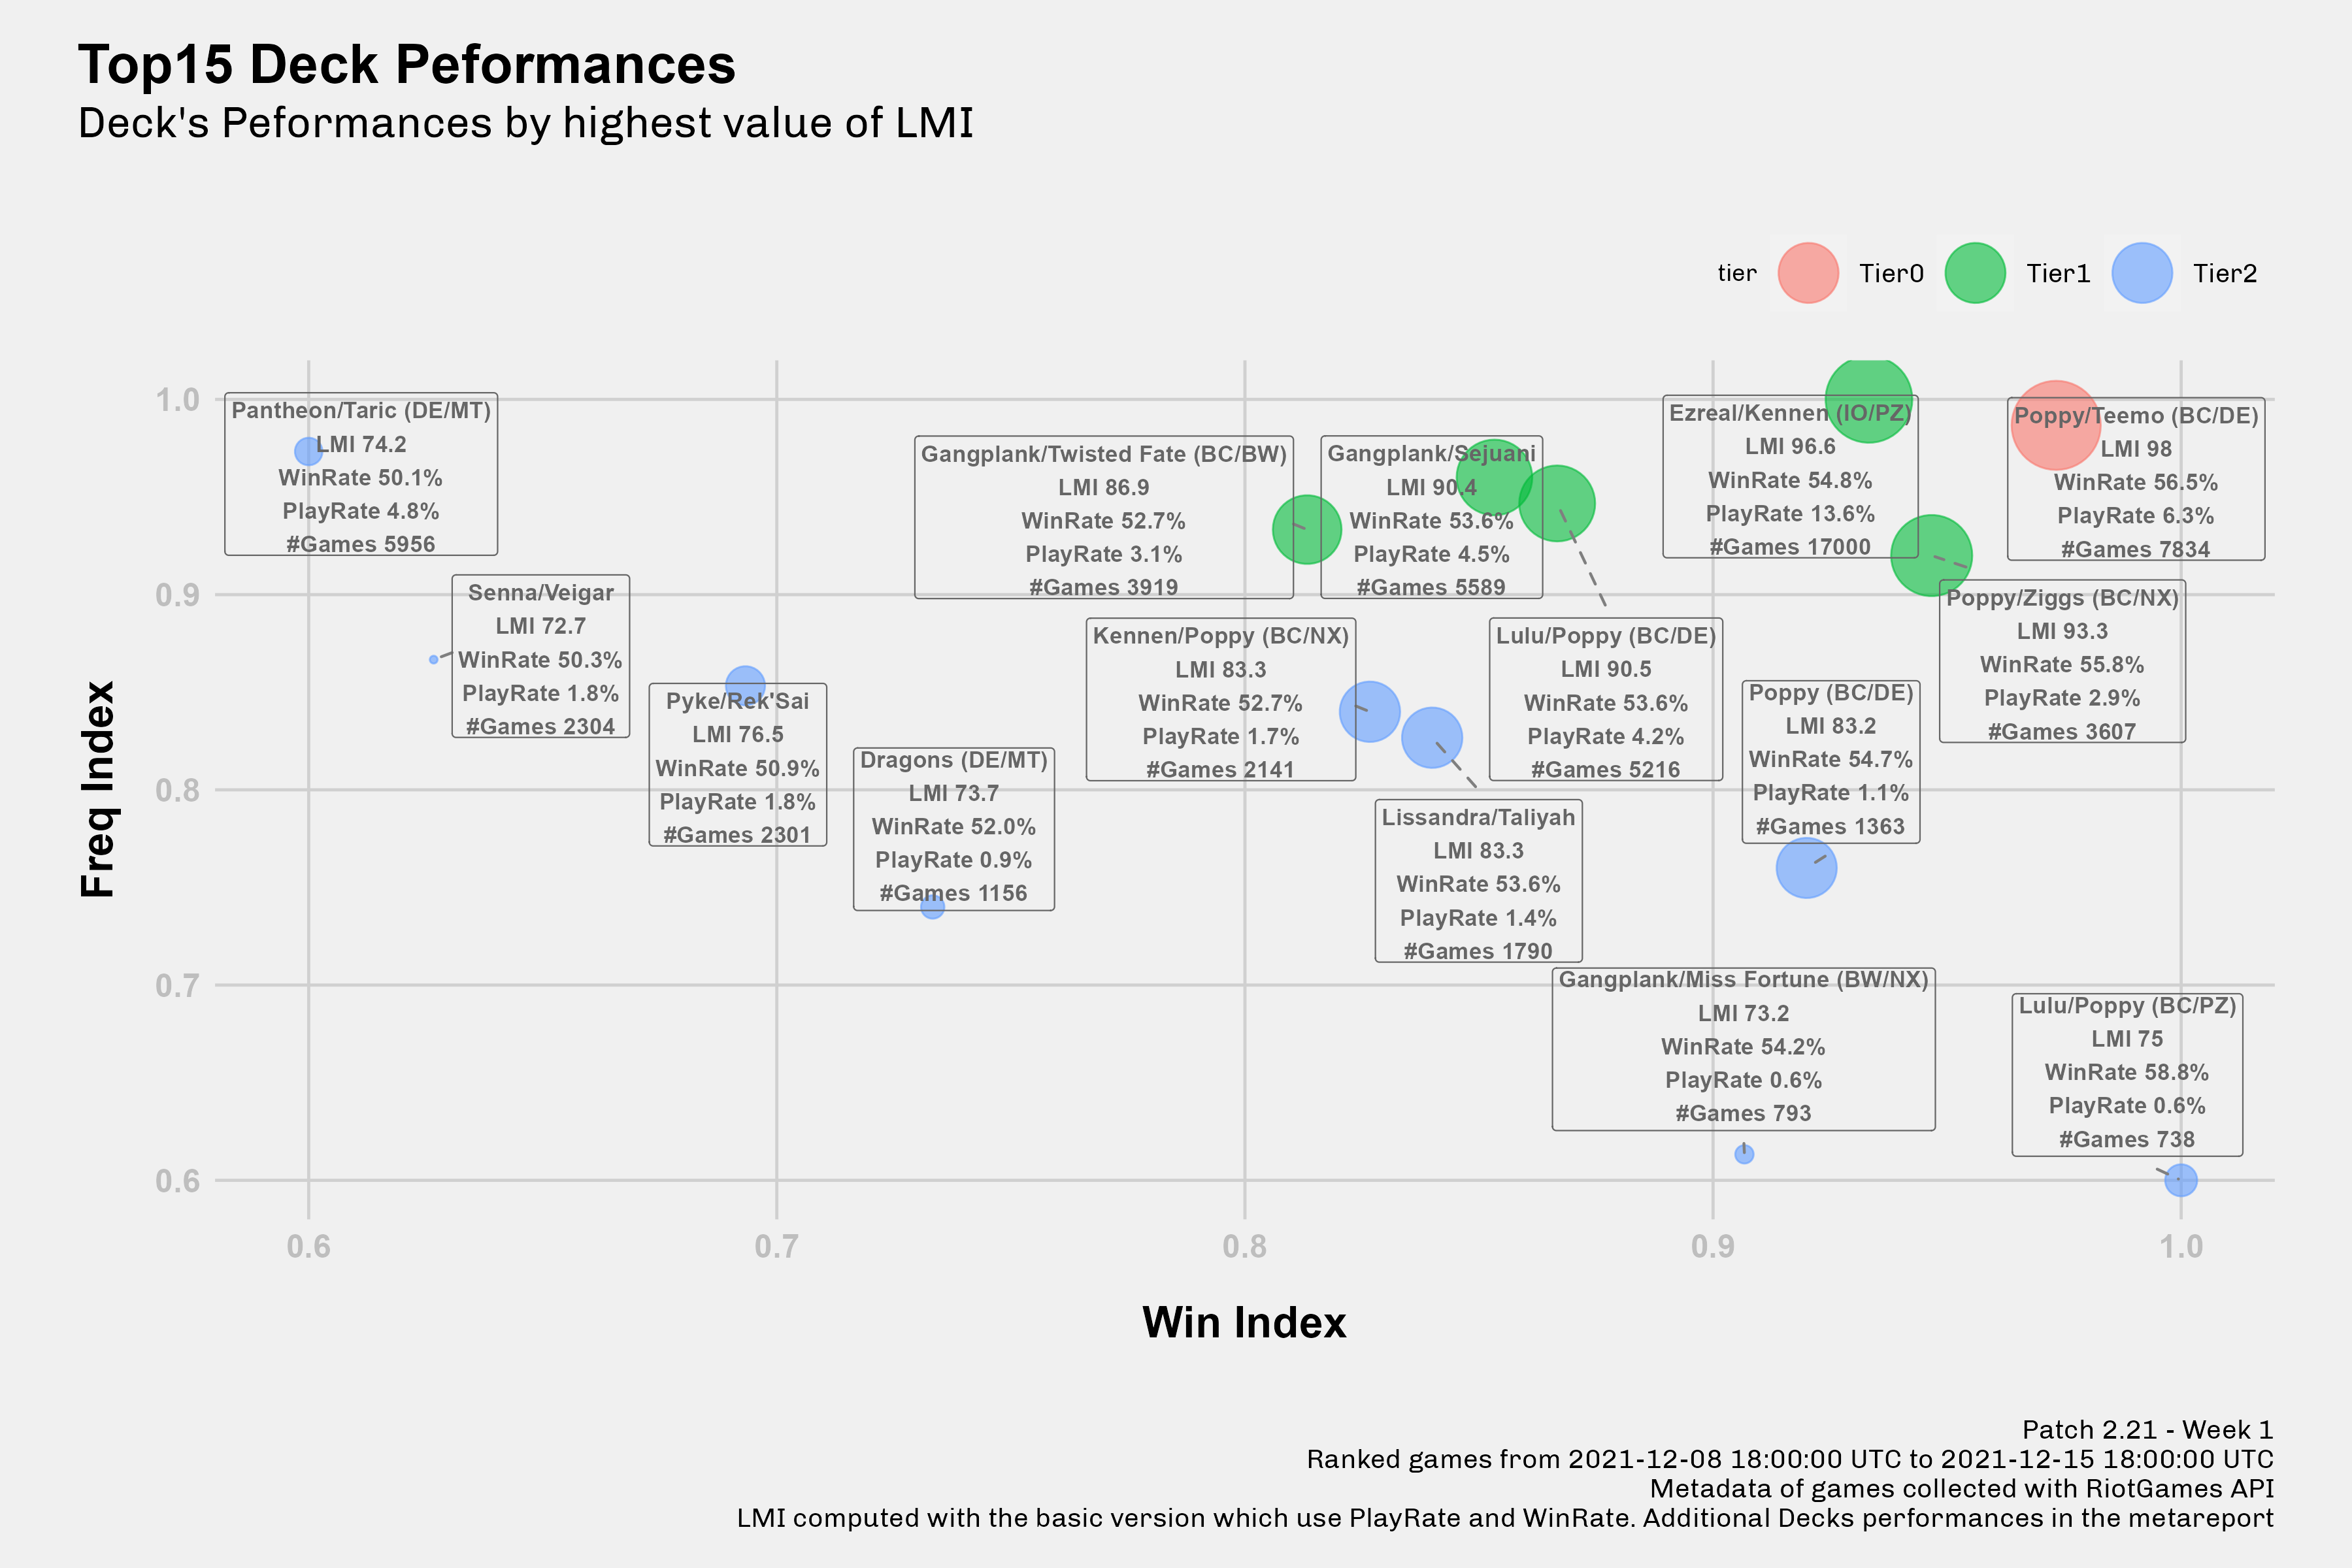 Top15 Deck Peformances
Deck's Peformances by highest value of LMI
tier Tier0 Tier1 Tier2
Freq Index
1.0
0.9
0.8
0.7
0.6
Pantheon/Taric (DE/MT)
LMI 74.2
WinRate 50.1%
PlayRate 4.8%
#Games 5956
Senna/Veigar
LMI 72.7
WinRate 50.3%
PlayRate 1.8%
#Games 2304
Pyke/Rek'Sai
LMI 76.5
WinRate 50.9%
PlayRate 1.8%
#Games 2301
Dragons (DE/MT)
LMI 73.7
WinRate 52.0%
PlayRate 0.9%
#Games 1156
Gangplank/Twisted Fate (BC/BW)
LMI 86.9
WinRate 52.7%
PlayRate 3.1%
#Games 3919
Gangplank/Sejuani
LMI 90.4
WinRate 53.6%
PlayRate 4.5%
#Games 5589
Kennen/Poppy (BC/NX)
LMI 83.3
WinRate 52.7%
PlayRate 1.7%
#Games 2141
Lulu/Poppy (BC/DE)
LMI 90.5
WinRate 53.6%
PlayRate 4.2%
#Games 5216
Lissandra/Taliyah
LMI 83.3
WinRate 53.6%
PlayRate 1.4%
#Games 1790
Ezreal/Kennen (IO/PZ)
LMI 96.6
WinRate 54.8%
PlayRate 13.6%
#Games 17000
Poppy/Teemo (BC/DE)
LMI 98
WinRate 56.5%
PlayRate 6.3%
#Games 7834
Poppy/Ziggs (BC/NX)
LMI 93.3
WinRate 55.8%
PlayRate 2.9%
#Games 3607
Poppy (BC/DE)
LMI 83.2
WinRate 54.7%
PlayRate 1.1%
#Games 1363
Gangplank/Miss Fortune (BW/NX)
LMI 73.2
WinRate 54.2%
PlayRate 0.6%
#Games 793
Lulu/Poppy (BC/PZ)
LMI 75
WinRate 58.8%
PlayRate 0.6%
#Games 738
0.6 0.7 0.8 0.9 1.0
Win Index
Patch 2.21 - Week 1
Ranked games from 2021-12-08 18:00:00 UTC to 2021-12-15 18:00:00 UTC
Metadata of games collected with RiotGames API
LMI computed with the basic version which use PlayRate and WinRate. Additional Decks performances in the metareport